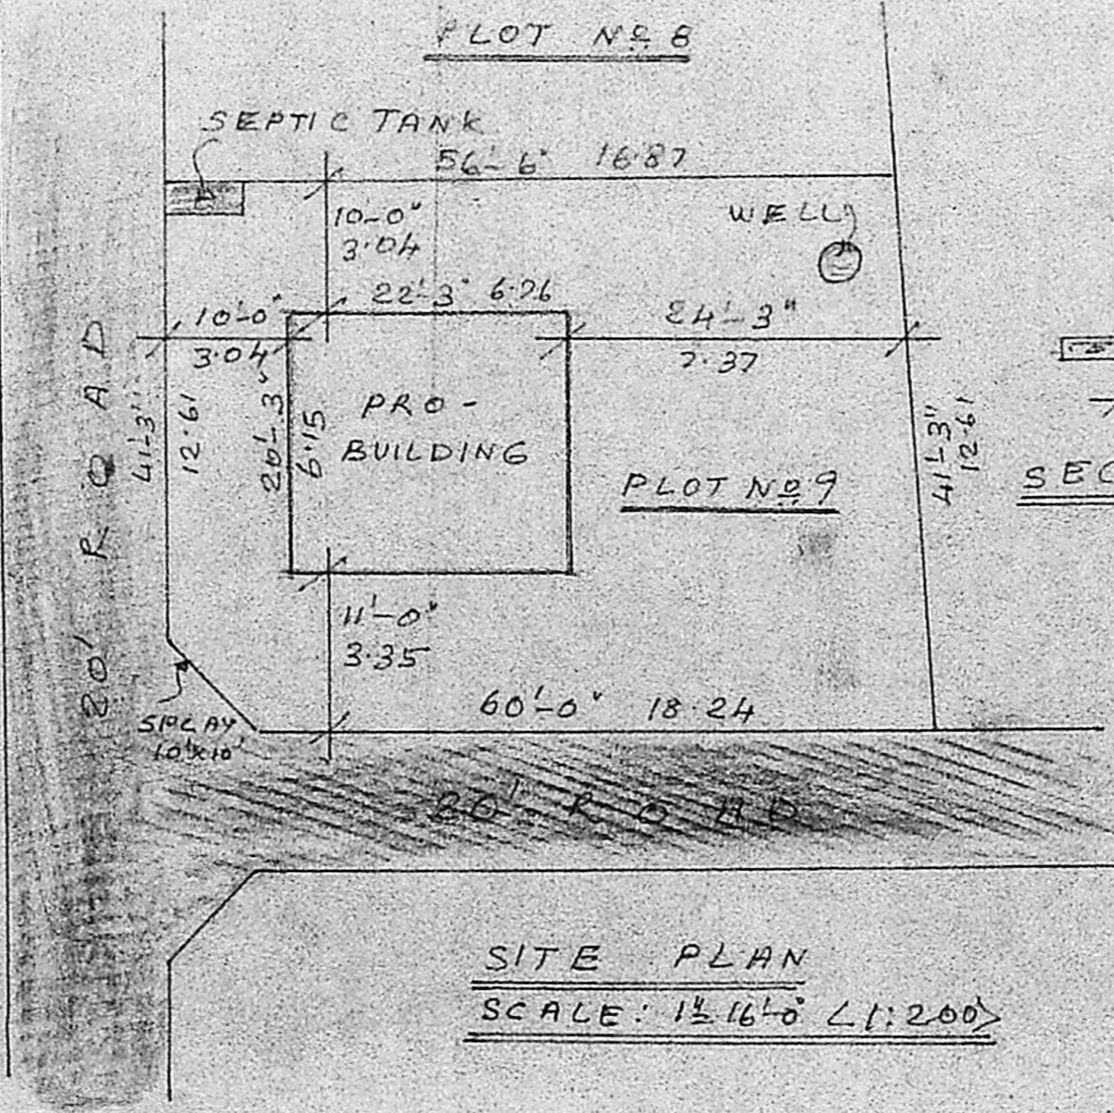 PLOT Nº 8
SEPTIC TANK
56'-6" 16.87
10'-0"
3.04
WELL
22'-3" 6.76
10'-0"
3.04
24'-3"
7.37
20' ROAD
41'-3"
12.61
20'-3"
6.15
PRO-
BUILDING
PLOT Nº 9
41'-3"
12.61
SEC
11'-0"
3.35
SPLAY
10'x10'
60'-0" 18.24
20' ROAD
SITE PLAN
SCALE: 1"=16'-0" (1:200)